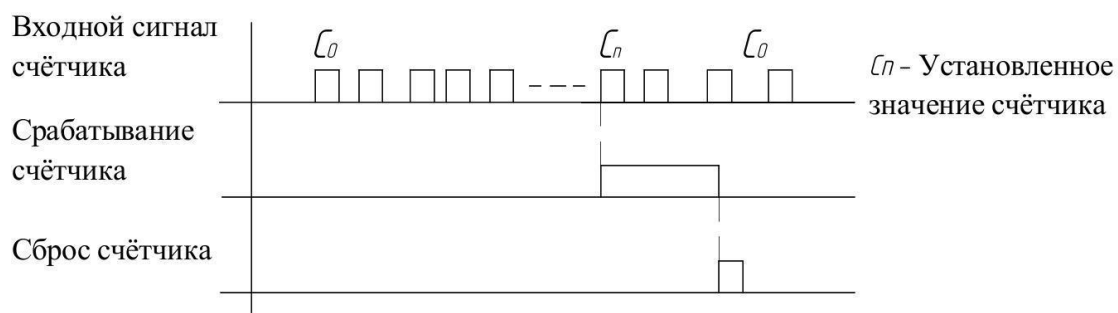 Входной сигнал
счётчика
C0
Cn
C0
Cn – Установленное
значение счётчика
Срабатывание
счётчика
Сброс счётчика